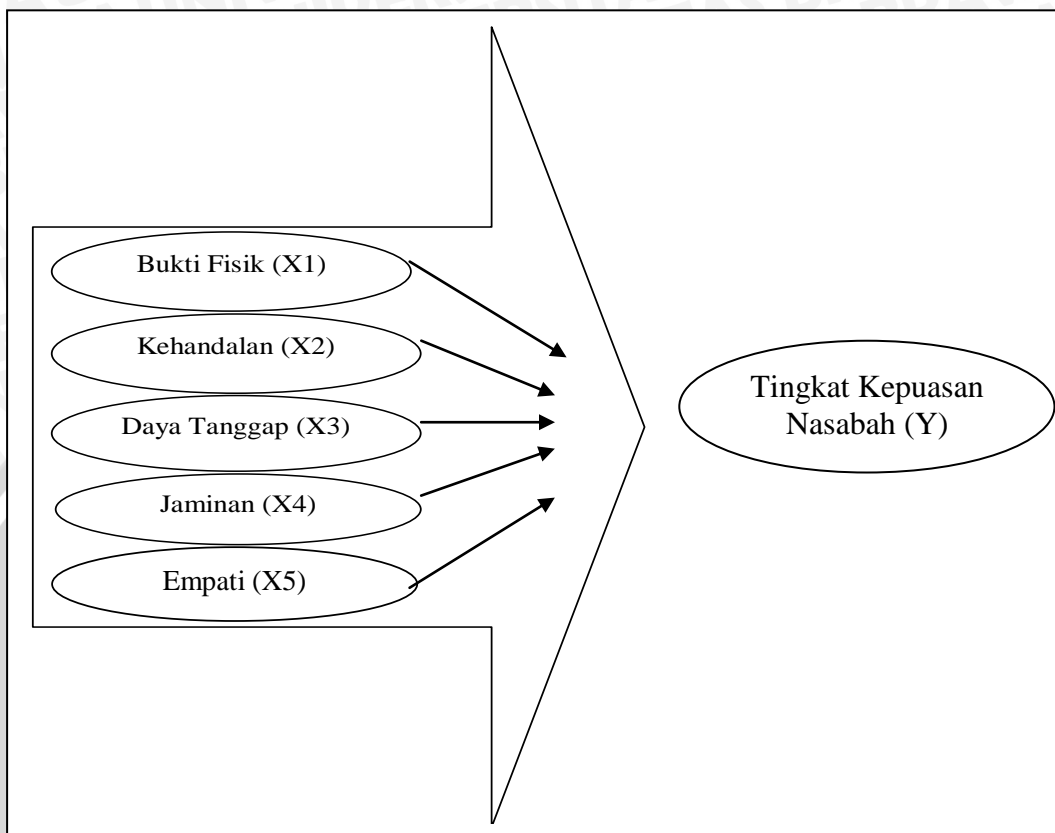 Bukti Fisik (X1)
Kehandalan (X2)
Daya Tanggap (X3)
Jaminan (X4)
Empati (X5)
Tingkat Kepuasan
Nasabah (Y)